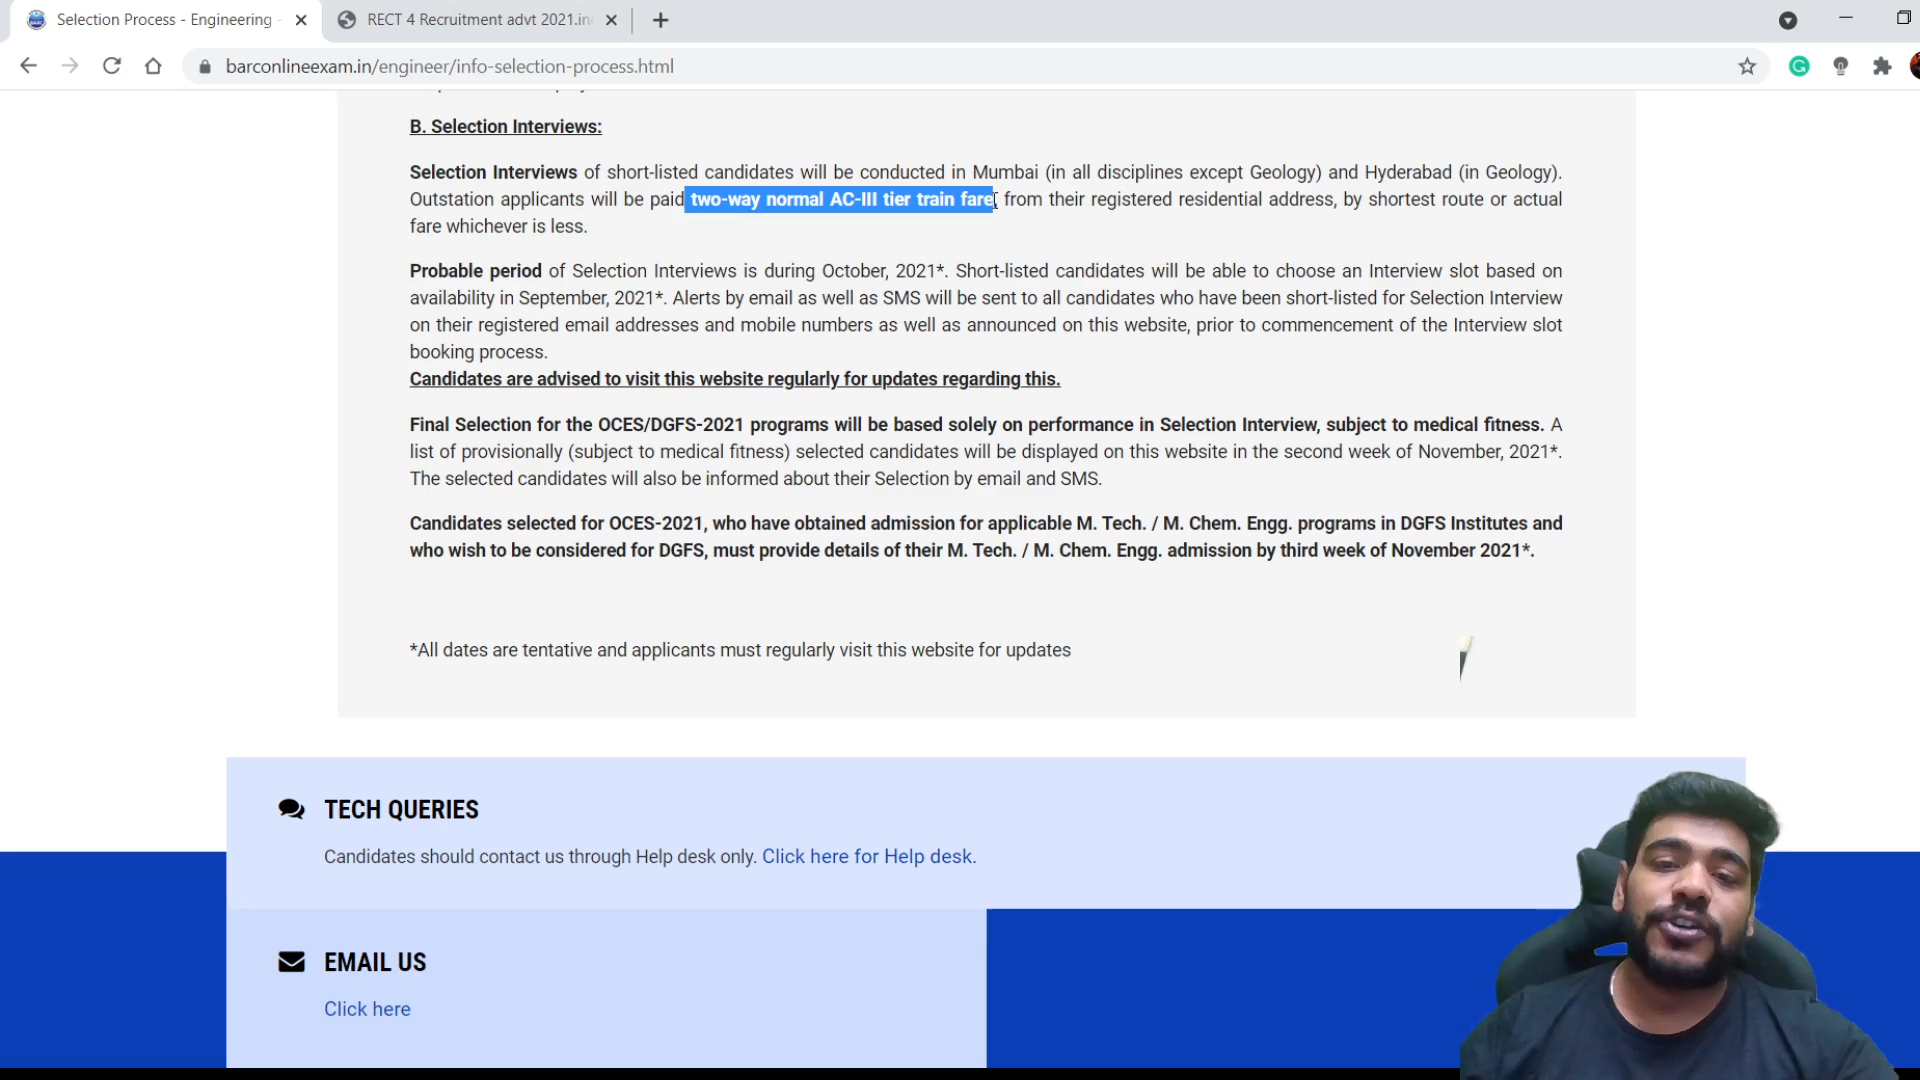 Selection Process - Engineering -
RECT 4 Recruitment advt 2021.in
barconlineexam.in/engineer/info-selection-process.html
B. Selection Interviews:
Selection Interviews of short-listed candidates will be conducted in Mumbai (in all disciplines except Geology) and Hyderabad (in Geology).
Outstation applicants will be paid two-way normal AC-III tier train fare, from their registered residential address, by shortest route or actual
fare whichever is less.
Probable period of Selection Interviews is during October, 2021*. Short-listed candidates will be able to choose an Interview slot based on
availability in September, 2021*. Alerts by email as well as SMS will be sent to all candidates who have been short-listed for Selection Interview
on their registered email addresses and mobile numbers as well as announced on this website, prior to commencement of the Interview slot
booking process.
Candidates are advised to visit this website regularly for updates regarding this.
Final Selection for the OCES/DGFS-2021 programs will be based solely on performance in Selection Interview, subject to medical fitness. A
list of provisionally (subject to medical fitness) selected candidates will be displayed on this website in the second week of November, 2021*.
The selected candidates will also be informed about their Selection by email and SMS.
Candidates selected for OCES-2021, who have obtained admission for applicable M. Tech. / M. Chem. Engg. programs in DGFS Institutes and
who wish to be considered for DGFS, must provide details of their M. Tech. / M. Chem. Engg. admission by third week of November 2021*.
*All dates are tentative and applicants must regularly visit this website for updates
TECH QUERIES
Candidates should contact us through Help desk only. Click here for Help desk.
EMAIL US
Click here